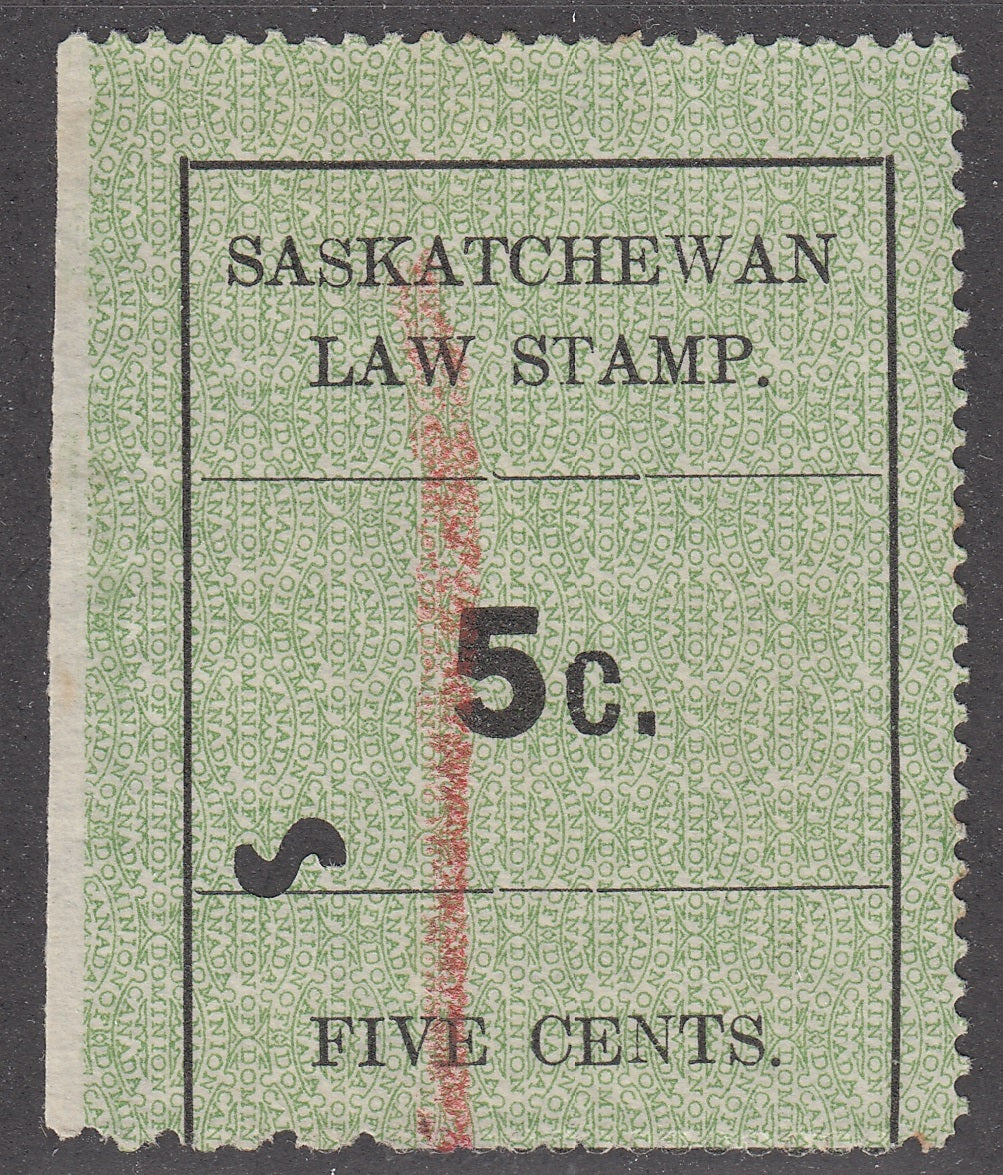 SASKATCHEWAN
LAW STAMP.
5c.
FIVE CENTS.